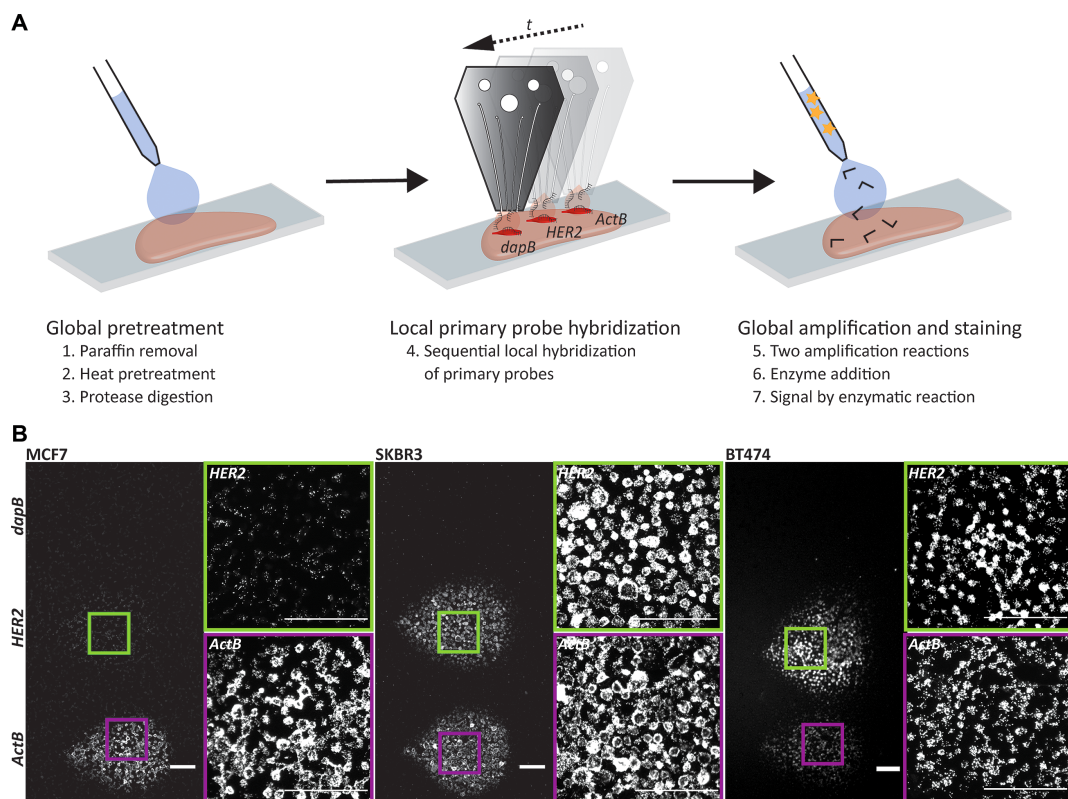 A
t
dapB
HER2
ActB
Global pretreatment
1. Paraffin removal
2. Heat pretreatment
3. Protease digestion
Local primary probe hybridization
4. Sequential local hybridization
of primary probes
Global amplification and staining
5. Two amplification reactions
6. Enzyme addition
7. Signal by enzymatic reaction
B
MCF7
SKBR3
BT474
dapB
HER2
ActB
HER2
ActB
HER2
ActB
HER2
ActB